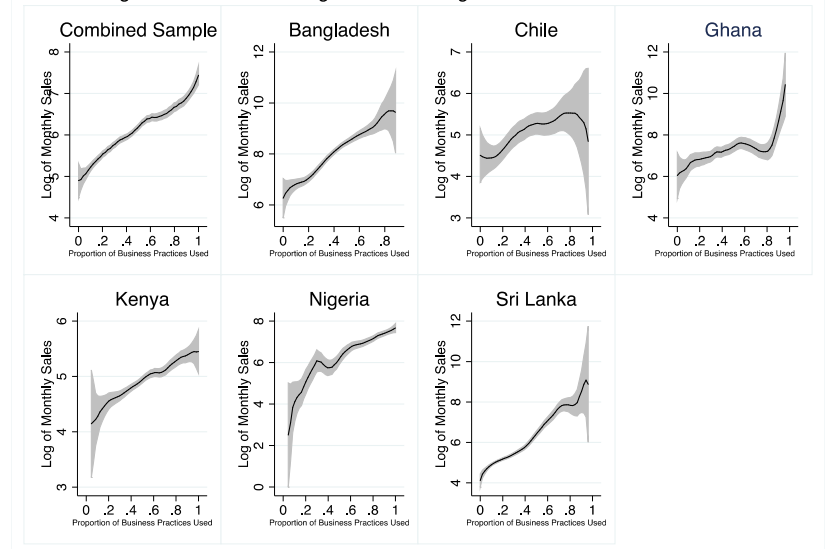 Combined Sample
Log of Monthly Sales
8
7
6
5
4
0 .2 .4 .6 .8 1
Proportion of Business Practices Used
Bangladesh
Log of Monthly Sales
12
10
8
6
0 .2 .4 .6 .8
Proportion of Business Practices Used
Chile
Log of Monthly Sales
7
6
5
4
3
0 .2 .4 .6 .8 1
Proportion of Business Practices Used
Ghana
Log of Monthly Sales
12
10
8
6
4
0 .2 .4 .6 .8 1
Proportion of Business Practices Used
Kenya
Log of Monthly Sales
6
5
4
3
0 .2 .4 .6 .8 1
Proportion of Business Practices Used
Nigeria
Log of Monthly Sales
8
6
4
2
0
0 .2 .4 .6 .8 1
Proportion of Business Practices Used
Sri Lanka
Log of Monthly Sales
12
10
8
6
4
0 .2 .4 .6 .8 1
Proportion of Business Practices Used